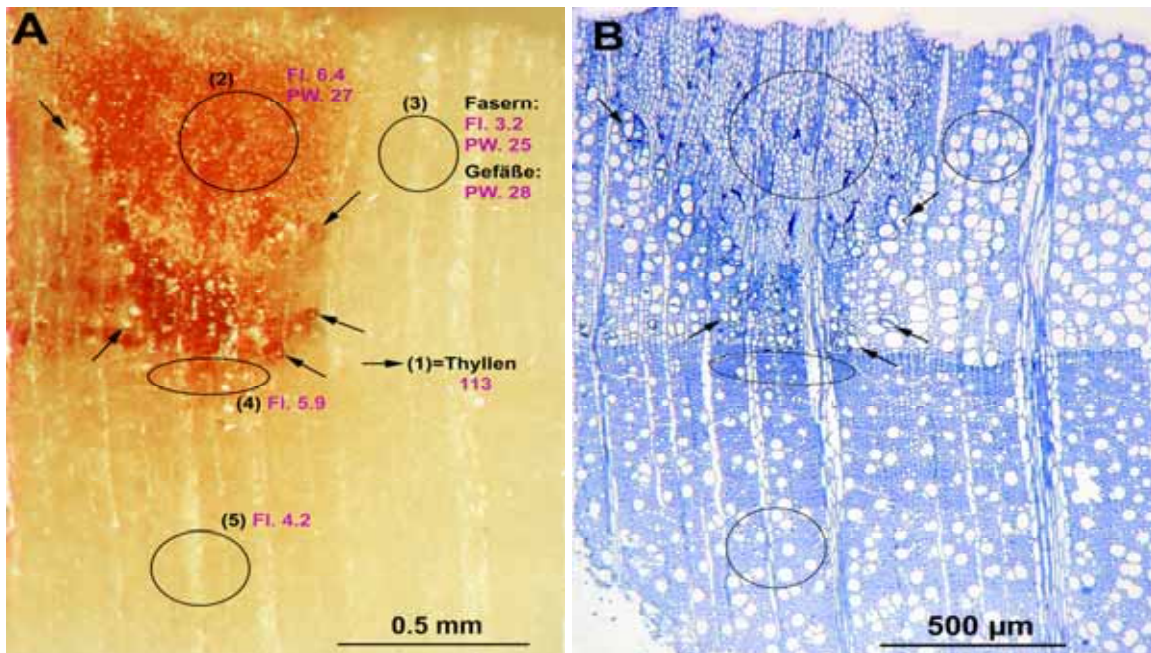 A
(2)
Fl. 6.4
PW. 27
(3)
Fasern:
Fl. 3.2
PW. 25
Gefäße:
PW. 28
(1)=Thyllen
113
(4) Fl. 5.9
(5) Fl. 4.2
0.5 mm
B
500 µm